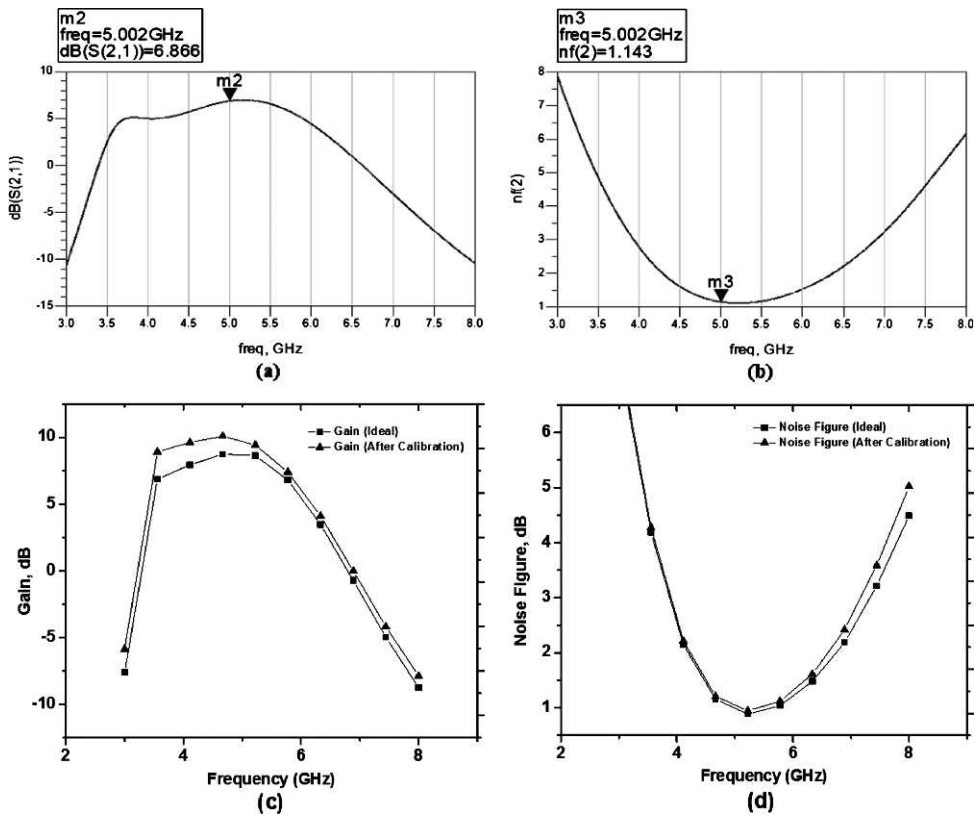 m2
freq=5.002GHz
dB(S(2,1))=6.866
m2
10
5
0
-5
-10
-15
dB(S(2,1))
3.0 3.5 4.0 4.5 5.0 5.5 6.0 6.5 7.0 7.5 8.0
freq, GHz
(a)
m3
freq=5.002GHz
nf(2)=1.143
m3
8
7
6
5
4
3
2
1
nf(2)
3.0 3.5 4.0 4.5 5.0 5.5 6.0 6.5 7.0 7.5 8.0
freq, GHz
(b)
Gain (Ideal)
Gain (After Calibration)
10
5
0
-5
-10
Gain, dB
2 4 6 8
Frequency (GHz)
(c)
Noise Figure (Ideal)
Noise Figure (After Calibration)
6
5
4
3
2
1
Noise Figure, dB
2 4 6 8
Frequency (GHz)
(d)